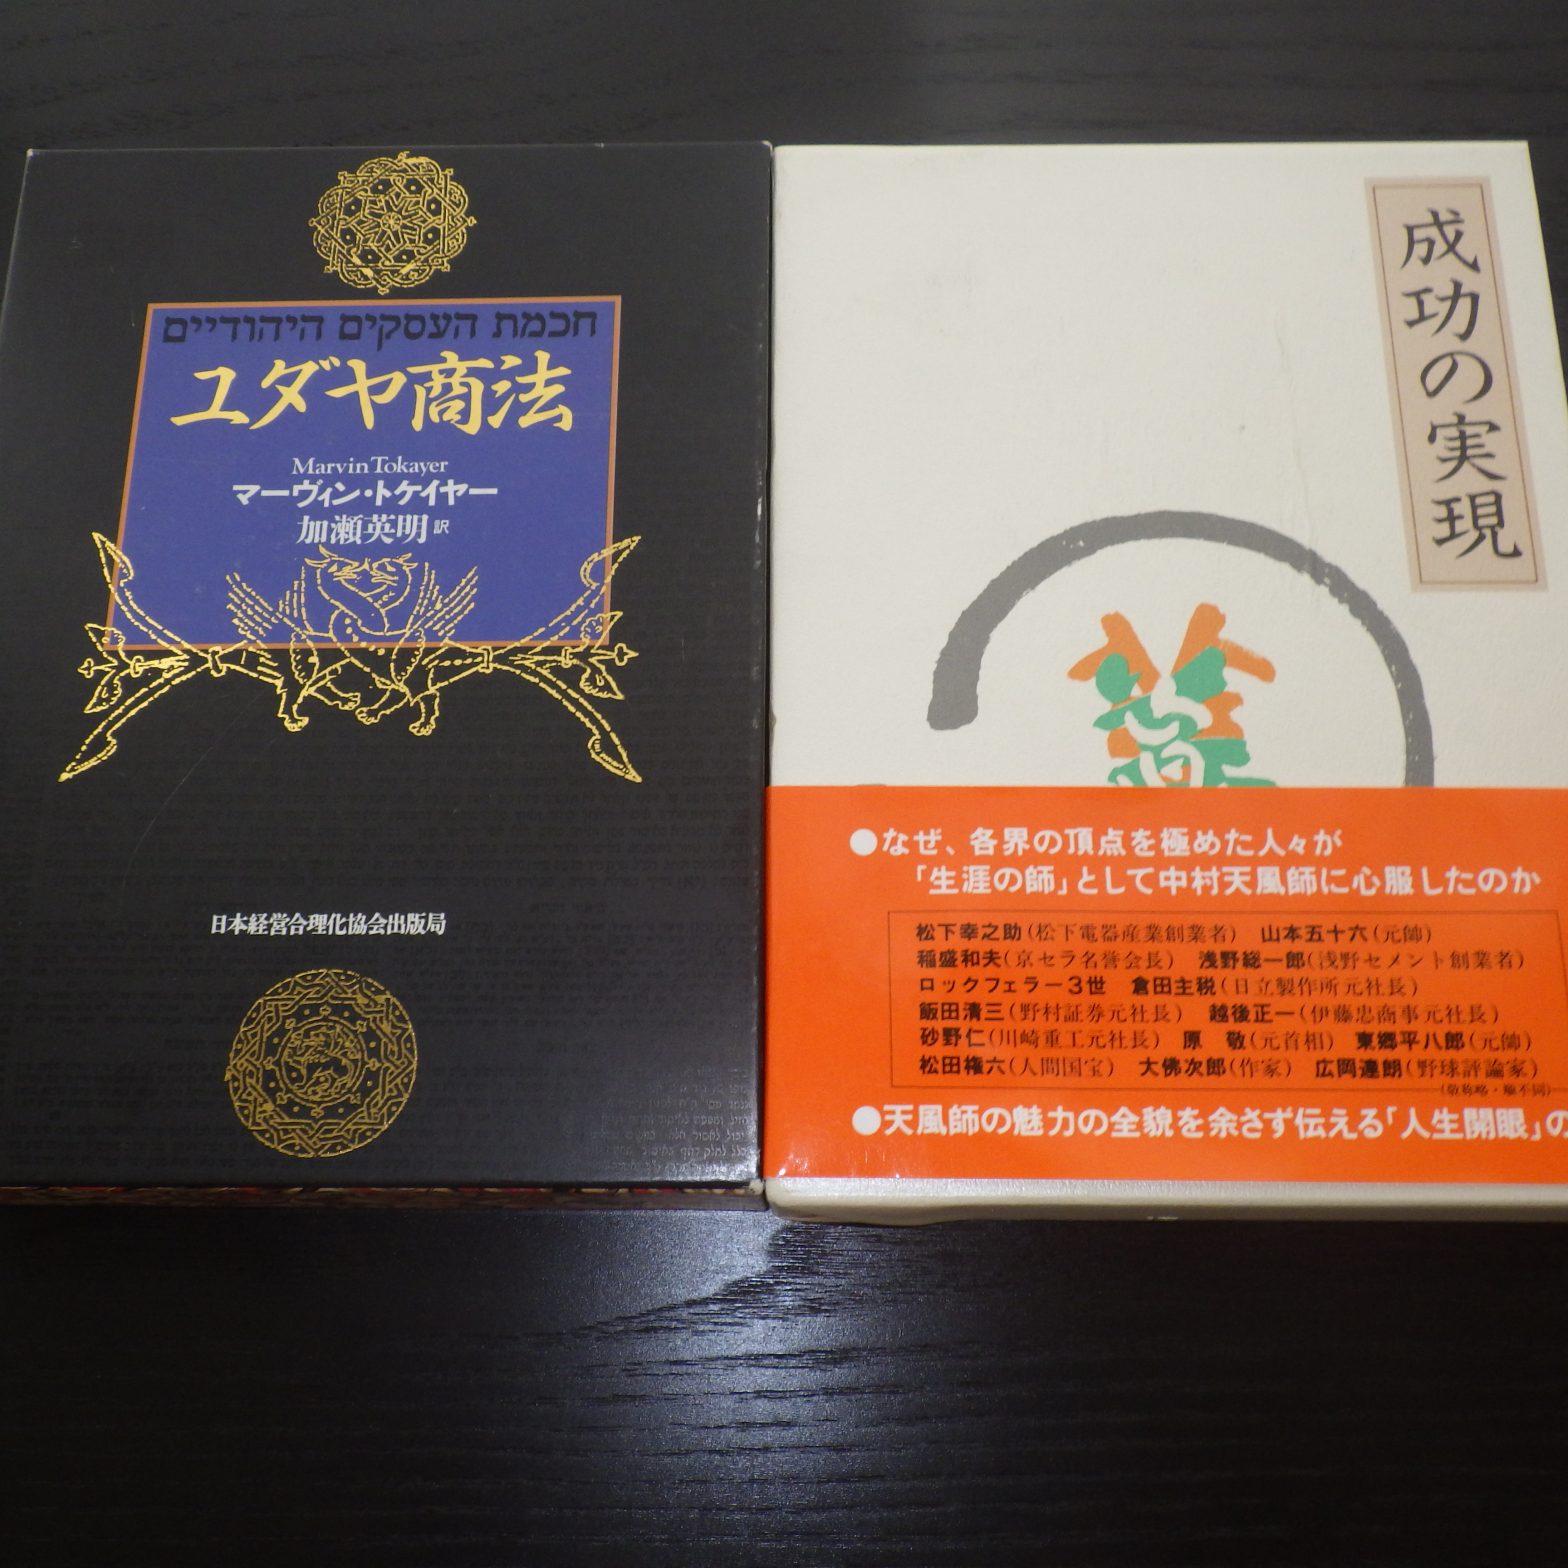 חכמת העסקים היהודיים
ユダヤ商法
Marvin Tokayer
マーヴィン・トケイヤー
加瀬英明 訳
日本経営合理化協会出版局
成功の実現
●なぜ、各界の頂点を極めた人々が
「生涯の師」として中村天風師に心服したのか
松下幸之助(松下電器産業創業者) 山本五十六(元帥)
稲盛和夫(京セラ名誉会長) 浅野総一郎(浅野セメント創業者)
ロックフェラー3世 倉田主税(日立製作所元社長)
飯田清三(野村証券元社長) 越後正一(伊藤忠商事元社長)
砂野仁(川崎重工元社長) 原 敬(元首相) 東郷平八郎(元帥)
松田権六(人間国宝) 大佛次郎(作家) 広岡達朗(野球評論家)
(敬称略・順不同)
●天風師の魅力の全貌を余さず伝える「人生開眼」の